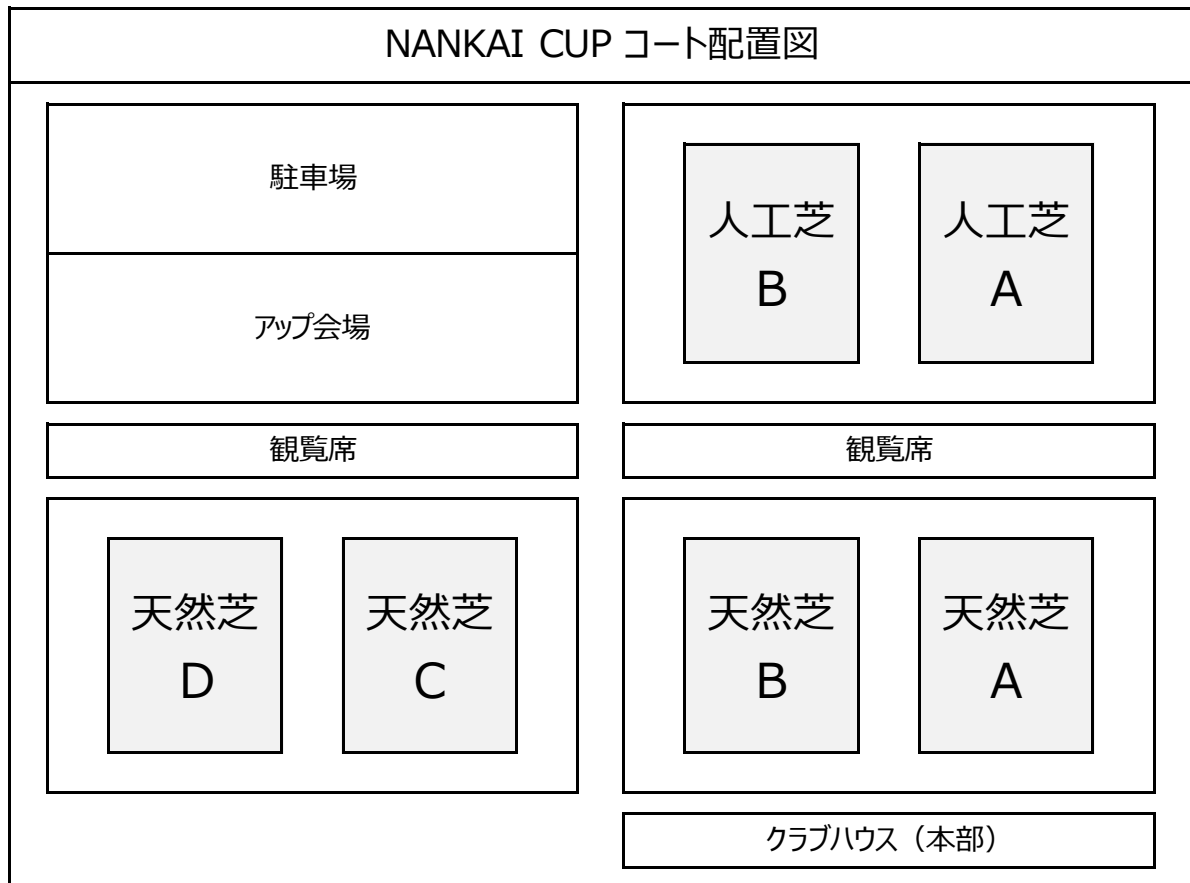 NANKAI CUP コート配置図
駐車場
アップ会場
人工芝
B
人工芝
A
観覧席
観覧席
天然芝
D
天然芝
C
天然芝
B
天然芝
A
クラブハウス（本部）